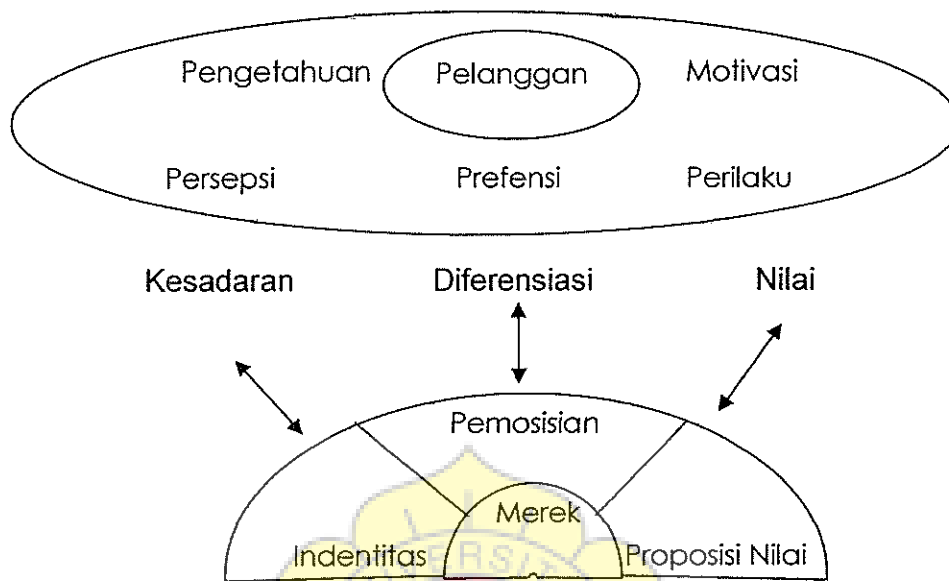 Pengetahuan Pelanggan Motivasi
Persepsi Prefensi Perilaku
Kesadaran Diferensiasi Nilai
Pemosisian
Merek
Indentitas Proposisi Nilai